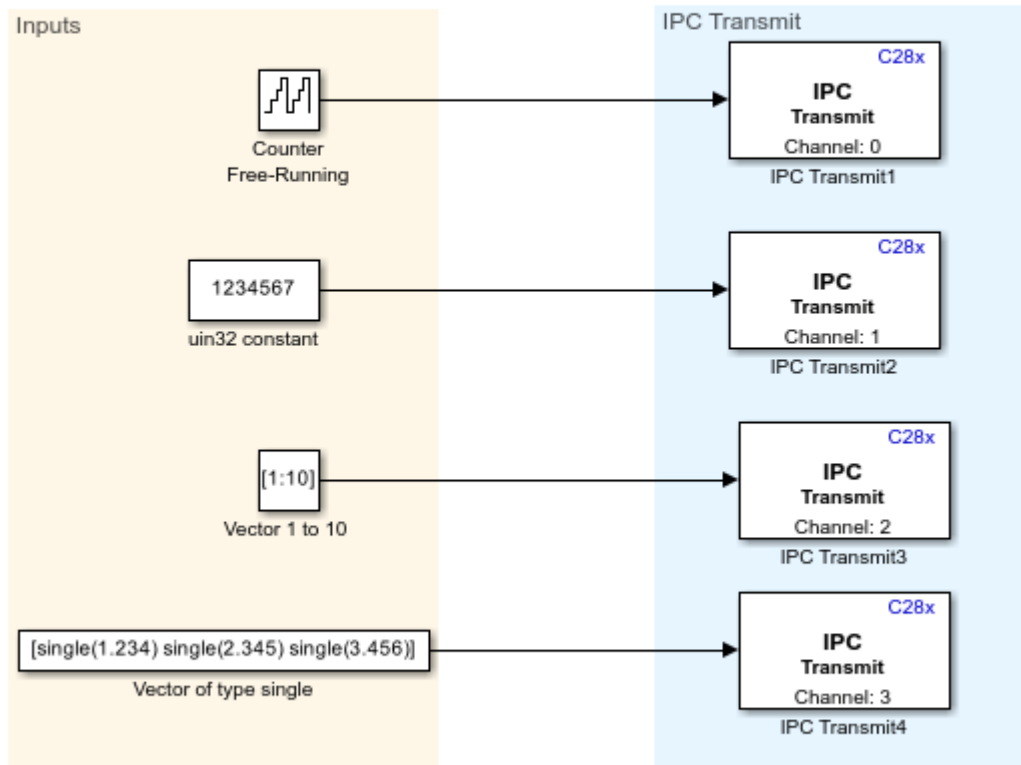 Inputs
IPC Transmit
Counter
Free-Running
C28x
IPC
Transmit
Channel: 0
IPC Transmit1
1234567
uin32 constant
C28x
IPC
Transmit
Channel: 1
IPC Transmit2
[1:10]
Vector 1 to 10
C28x
IPC
Transmit
Channel: 2
IPC Transmit3
[single(1.234) single(2.345) single(3.456)]
Vector of type single
C28x
IPC
Transmit
Channel: 3
IPC Transmit4